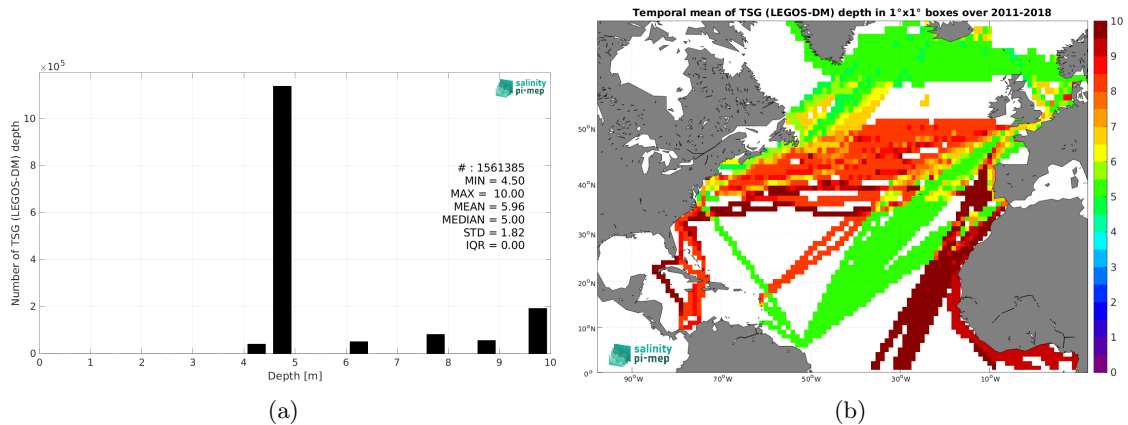 Temporal mean of TSG (LEGOS-DM) depth in 1°x1° boxes over 2011-2018
×10⁵
salinity
pi-mep
10
8
6
4
2
0
Number of TSG (LEGOS-DM) depth
# : 1561385
MIN = 4.50
MAX = 10.00
MEAN = 5.96
MEDIAN = 5.00
STD = 1.82
IQR = 0.00
0 1 2 3 4 5 6 7 8 9 10
Depth [m]
(a)
50°N
40°N
30°N
20°N
10°N
0°
90°W 70°W 50°W 30°W 10°W
salinity
pi-mep
10
9
8
7
6
5
4
3
2
1
0
(b)